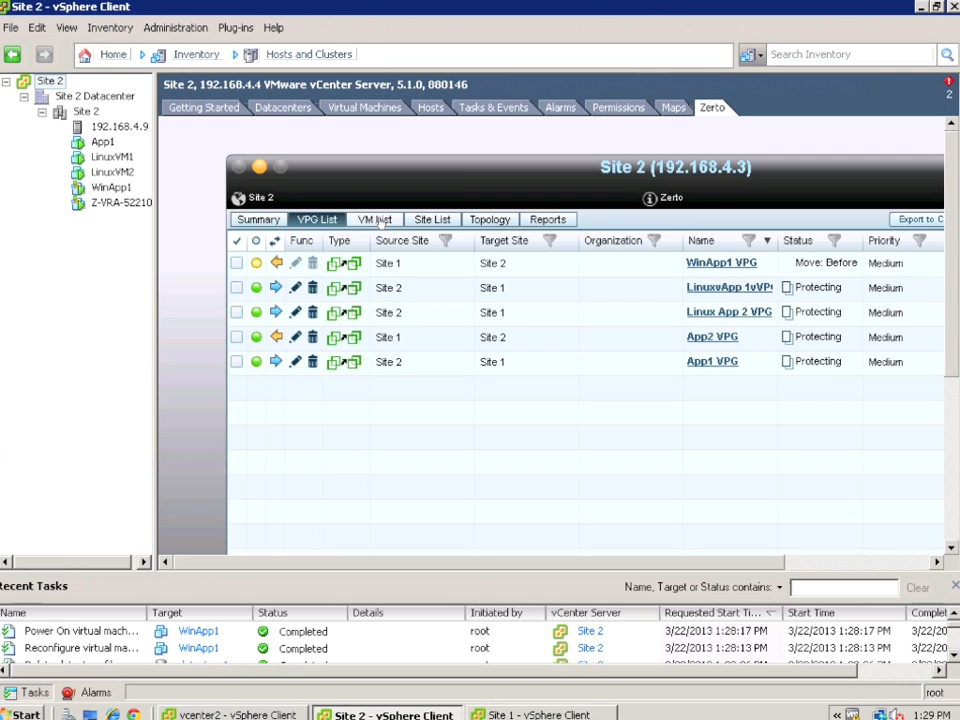 Site 2 - vSphere Client
File Edit View Inventory Administration Plug-ins Help
Home Inventory Hosts and Clusters Search Inventory
Site 2
Site 2 Datacenter
Site 2
192.168.4.9
App1
LinuxVM1
LinuxVM2
WinApp1
Z-VRA-52210
Site 2, 192.168.4.4 VMware vCenter Server, 5.1.0, 880146
2
Getting Started Datacenters Virtual Machines Hosts Tasks & Events Alarms Permissions Maps Zerto
Site 2 (192.168.4.3)
Site 2 Zerto
Summary VPG List VM List Site List Topology Reports Export to C
Func Type Source Site Target Site Organization Name Status Priority
Site 1 Site 2 WinApp1 VPG Move: Before Medium
Site 2 Site 1 Protecting Medium
Site 2 Site 1 Linux App 2 VPG Protecting Medium
Site 1 Site 2 App2 VPG Protecting Medium
Site 2 Site 1 App1 VPG Protecting Medium
Recent Tasks Name, Target or Status contains: Clear
Name Target Status Details Initiated by vCenter Server Requested Start Ti... Start Time Complet
Power On virtual mach... WinApp1 Completed root Site 2 3/22/2013 1:28:17 PM 3/22/2013 1:28:17 PM 3/22/20
Reconfigure virtual ma... WinApp1 Completed root Site 2 3/22/2013 1:28:13 PM 3/22/2013 1:28:13 PM 3/22/20
Tasks Alarms root
Start vcenter2 - vSphere Client Site 2 - vSphere Client Site 1 - vSphere Client « 1:29 PM